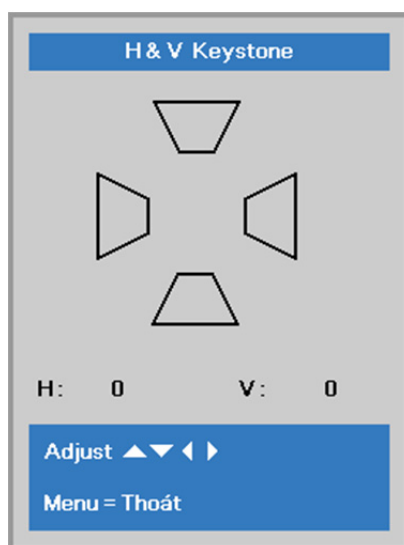 H & V Keystone
H: 0 V: 0
Adjust ▲▼◀▶
Menu = Thoát